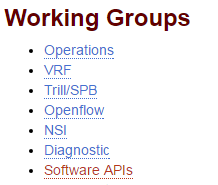 Working Groups
Operations
VRF
Trill/SPB
Openflow
NSI
Diagnostic
Software APIs